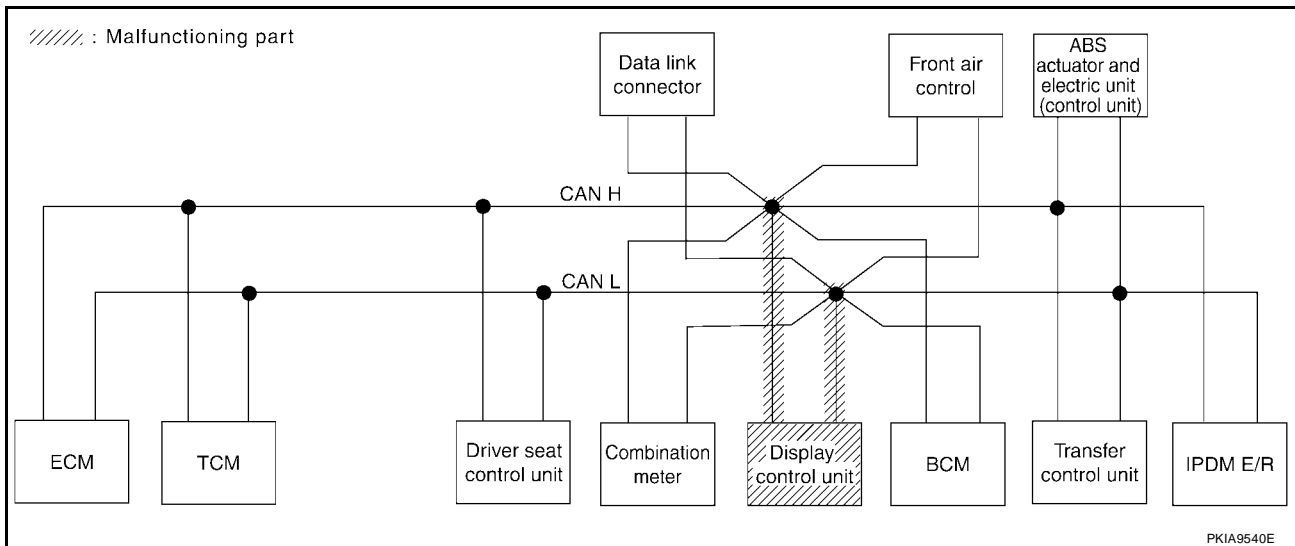 : Malfunctioning part
Data link
connector
Front air
control
ABS
actuator and
electric unit
(control unit)
CAN H
CAN L
ECM
TCM
Driver seat
control unit
Combination
meter
Display
control unit
BCM
Transfer
control unit
IPDM E/R
PKIA9540E